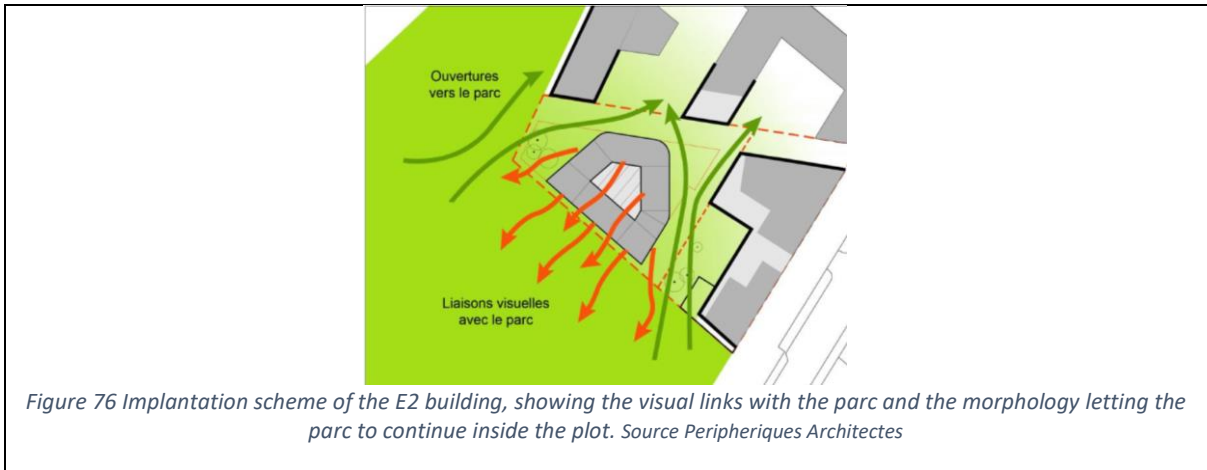 Ouvertures
vers le parc
Liaisons visuelles
avec le parc
Figure 76 Implantation scheme of the E2 building, showing the visual links with the parc and the morphology letting the
parc to continue inside the plot. Source Peripheriques Architectes